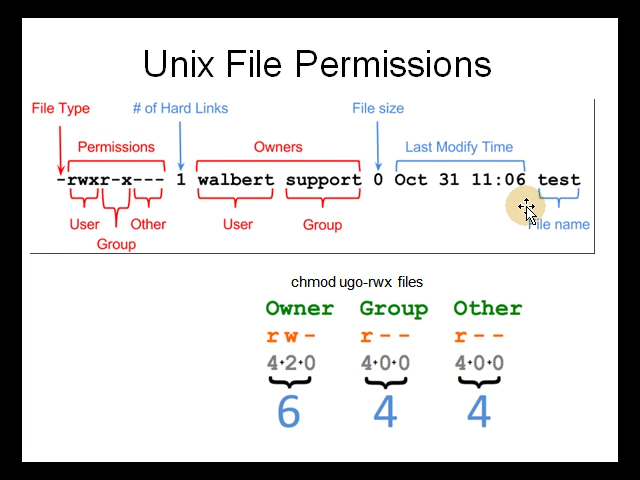 Unix File Permissions
File Type # of Hard Links File size
Permissions Owners Last Modify Time
-rwxr-x--- 1 walbert support 0 Oct 31 11:06 test
User Other User Group File name
Group
chmod ugo-rwx files
Owner Group Other
rw- r-- r--
4+2+0 4+0+0 4+0+0
6 4 4